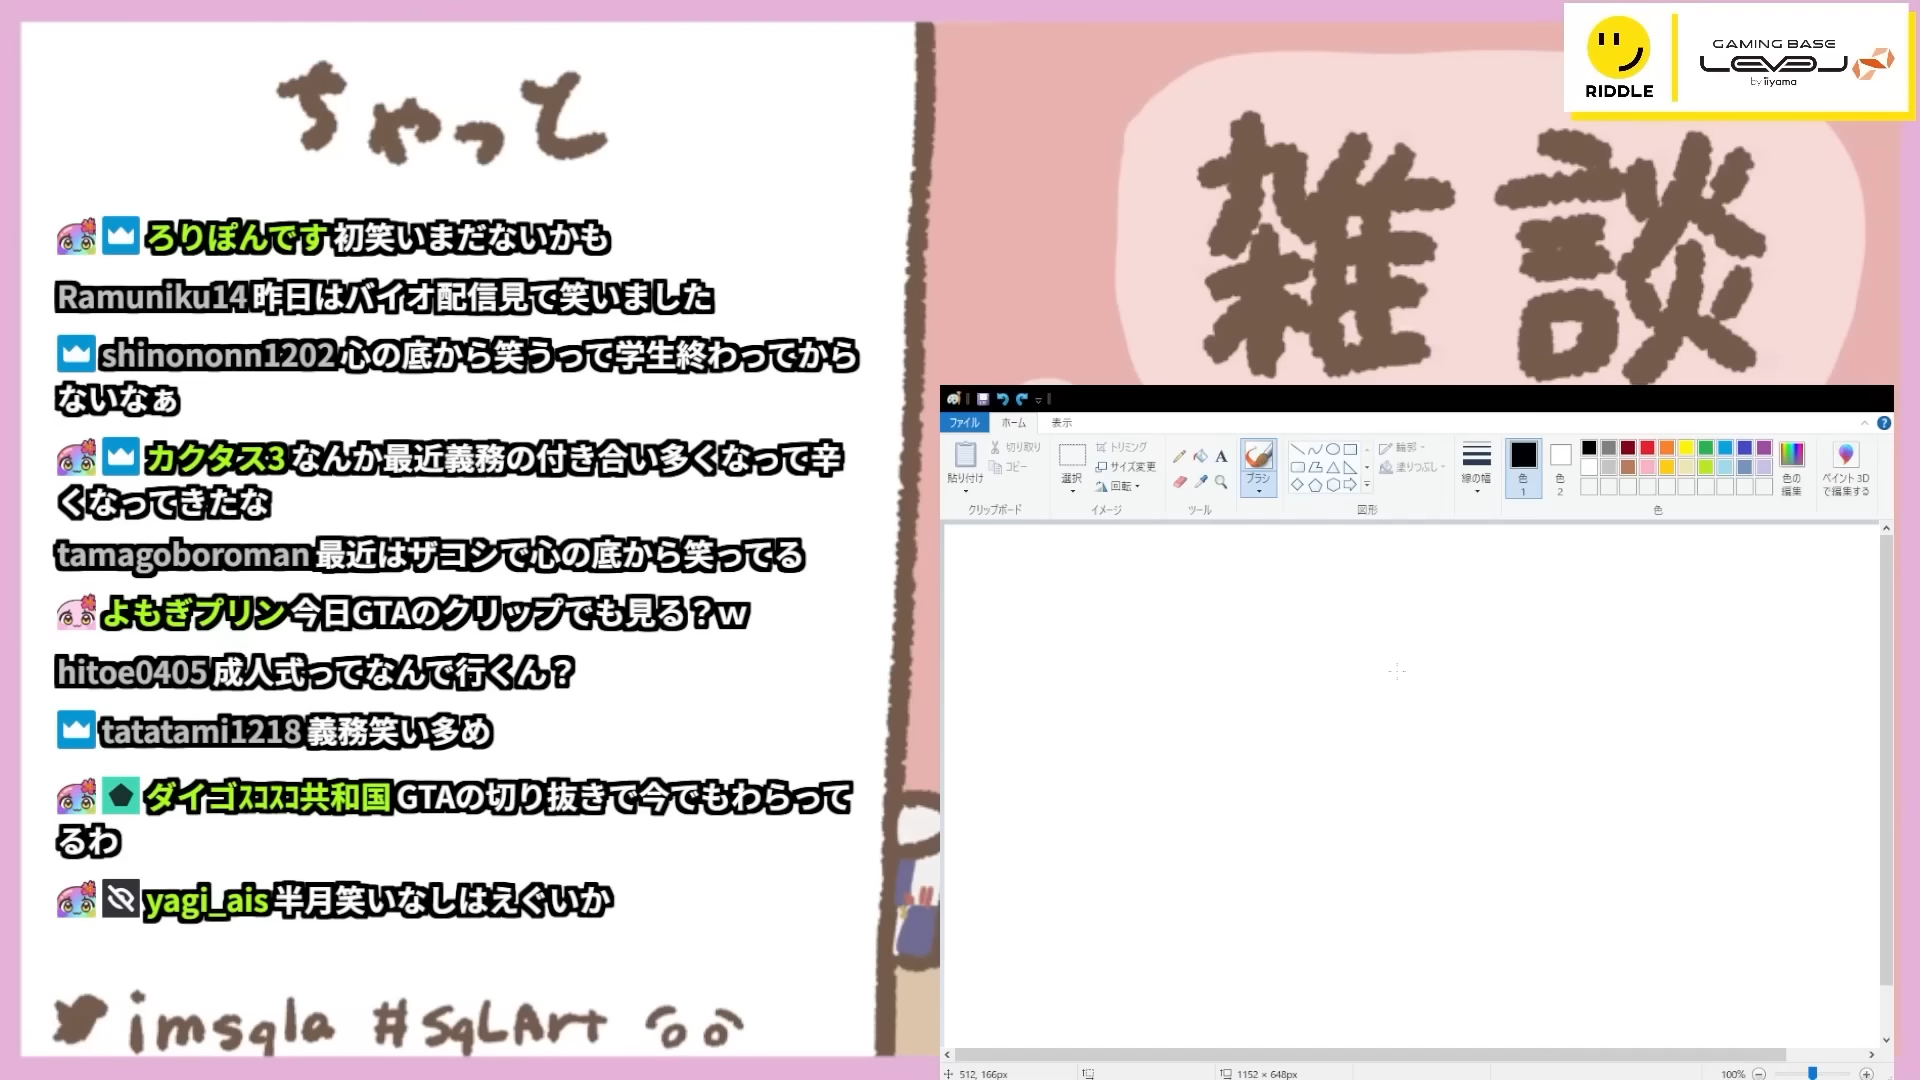 ちゃって
雑談
RIDDLE
GAMING BASE
LEVEL∞
by iiyama
ろりぽんです 初笑いまだないかも
Ramuniku14 昨日はバイオ配信見て笑いました
shinononn1202 心の底から笑うって学生終わってから
ないなぁ
カクタス3 なんか最近義務の付き合い多くなって辛
くなってきたな
tamagoboroman 最近はザコシで心の底から笑ってる
よもぎプリン 今日GTAのクリップでも見る？w
hitoe0405 成人式ってなんで行くん？
tatatami1218 義務笑い多め
ダイゴｽｺｽｺ共和国 GTAの切り抜きで今でもわらって
るわ
yagi_ais 半月笑いなしはえぐいか
imsqla #SqLArt
ファイル ホーム 表示
貼り付け 切り取り コピー クリップボード
選択 トリミング サイズ変更 回転 イメージ
A ツール
ブラシ
図形 輪郭 塗りつぶし
線の幅
色 1 色 2 色の編集 色
ペイント 3D で編集する
512, 166px
1152 × 648px
100%